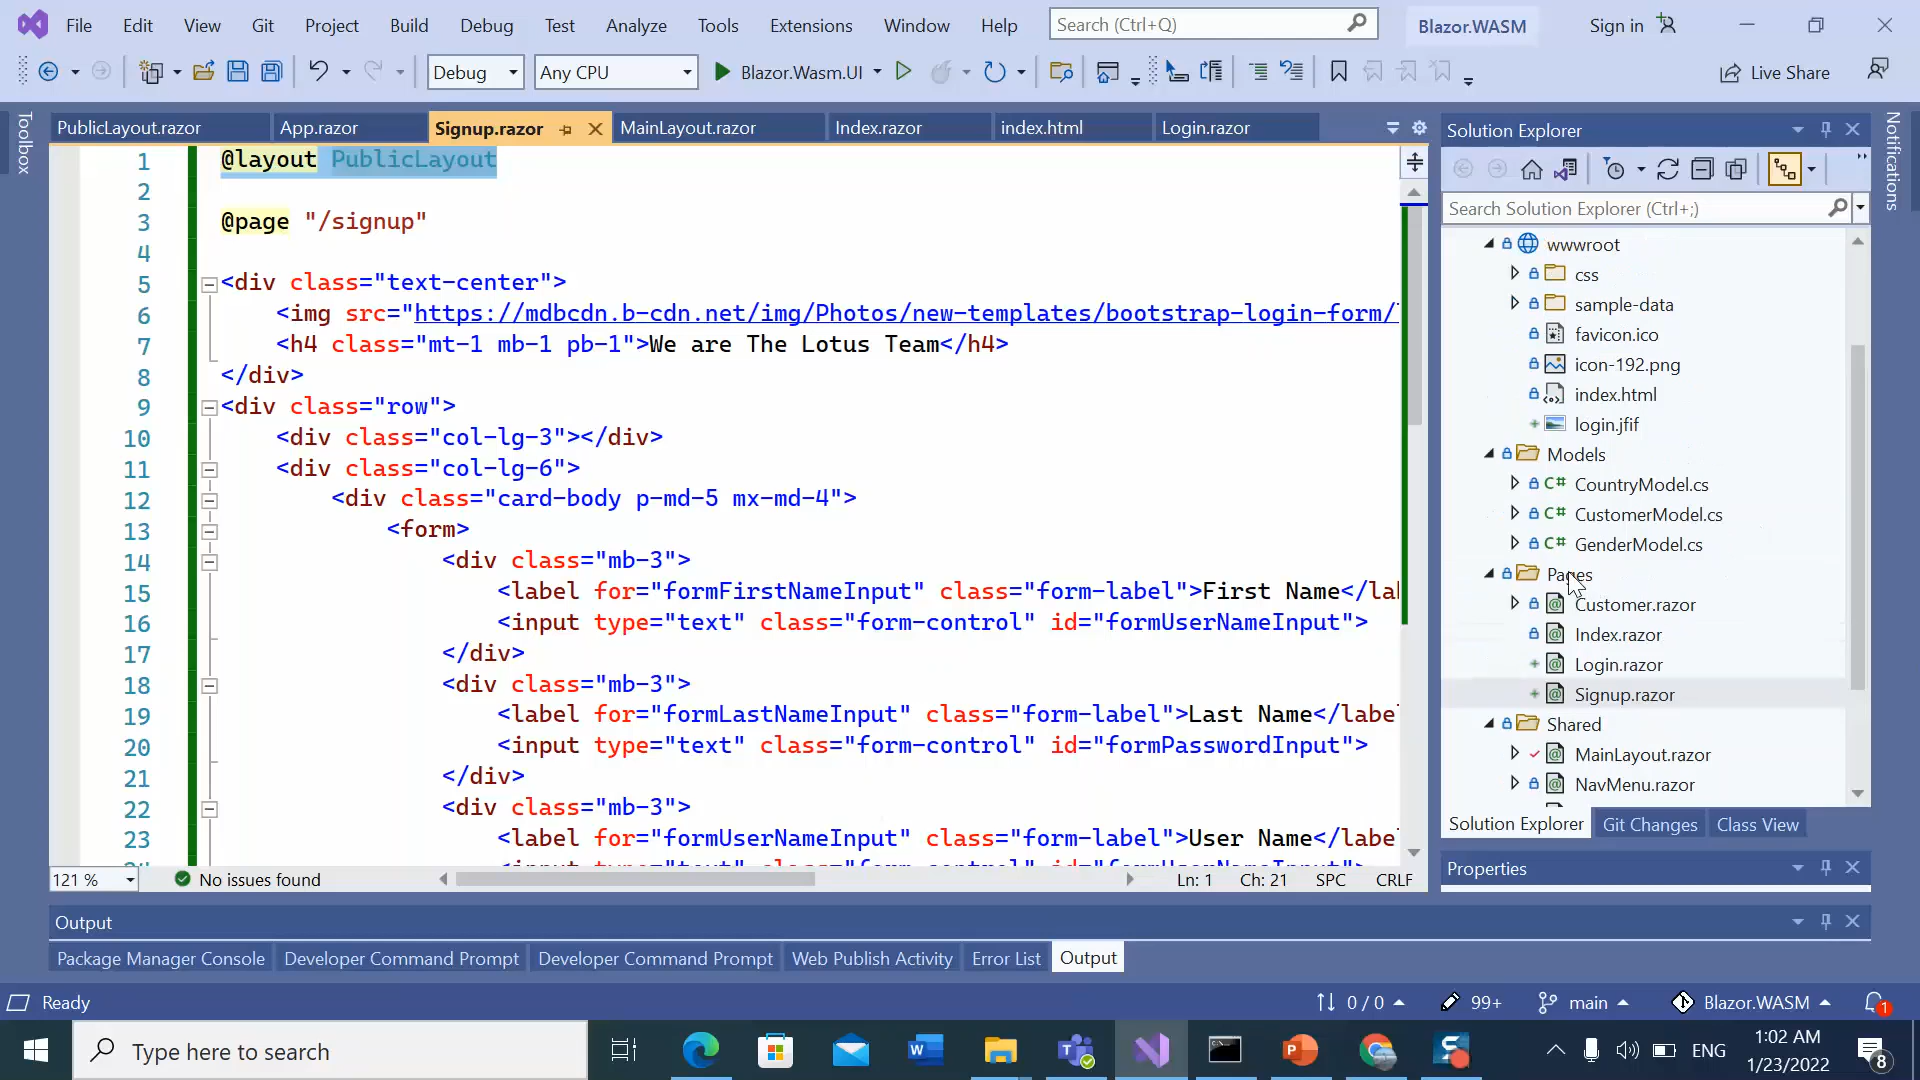 File Edit View Git Project Build Debug Test Analyze Tools Extensions Window Help Search (Ctrl+Q) Blazor.WASM Sign in
Debug Any CPU Blazor.Wasm.UI Live Share
Toolbox
PublicLayout.razor App.razor Signup.razor MainLayout.razor Index.razor index.html Login.razor
1 @layout PublicLayout
2
3 @page "/signup"
4
5 <div class="text-center">
6 <img src="https://mdbcdn.b-cdn.net/img/Photos/new-templates/bootstrap-login-form/
7 <h4 class="mt-1 mb-1 pb-1">We are The Lotus Team</h4>
8 </div>
9 <div class="row">
10 <div class="col-lg-3"></div>
11 <div class="col-lg-6">
12 <div class="card-body p-md-5 mx-md-4">
13 <form>
14 <div class="mb-3">
15 <label for="formFirstNameInput" class="form-label">First Name</la
16 <input type="text" class="form-control" id="formUserNameInput">
17 </div>
18 <div class="mb-3">
19 <label for="formLastNameInput" class="form-label">Last Name</labe
20 <input type="text" class="form-control" id="formPasswordInput">
21 </div>
22 <div class="mb-3">
23 <label for="formUserNameInput" class="form-label">User Name</labe
121 % No issues found Ln: 1 Ch: 21 SPC CRLF
Solution Explorer
Search Solution Explorer (Ctrl+;)
wwwroot
css
sample-data
favicon.ico
icon-192.png
index.html
login.jfif
Models
C# CountryModel.cs
C# CustomerModel.cs
C# GenderModel.cs
Pages
Customer.razor
Index.razor
Login.razor
Signup.razor
Shared
MainLayout.razor
NavMenu.razor
Solution Explorer Git Changes Class View
Properties
Notifications
Output
Package Manager Console Developer Command Prompt Developer Command Prompt Web Publish Activity Error List Output
Ready 0 / 0 99+ main Blazor.WASM 1
Type here to search
ENG
1:02 AM
1/23/2022
8